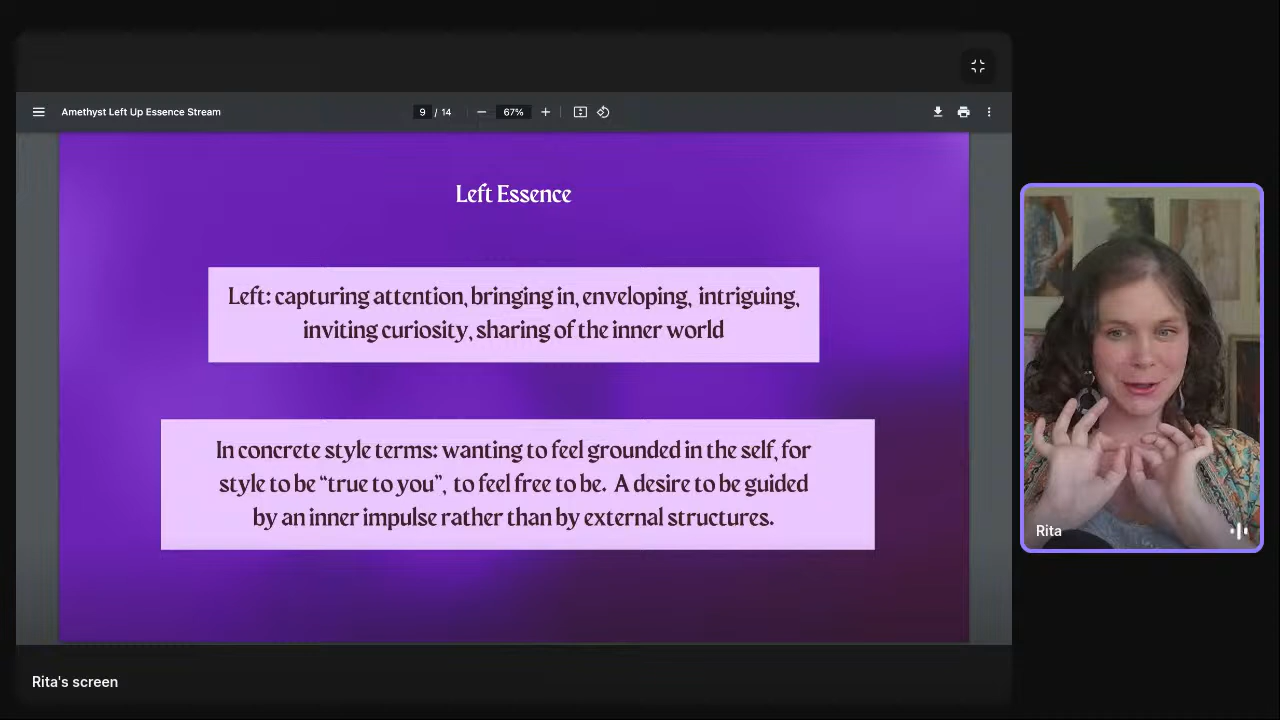 Amethyst Left Up Essence Stream
9 / 14
67%
Left Essence
Left: capturing attention, bringing in, enveloping, intriguing,
inviting curiosity, sharing of the inner world
In concrete style terms: wanting to feel grounded in the self, for
style to be “true to you”, to feel free to be. A desire to be guided
by an inner impulse rather than by external structures.
Rita
Rita's screen